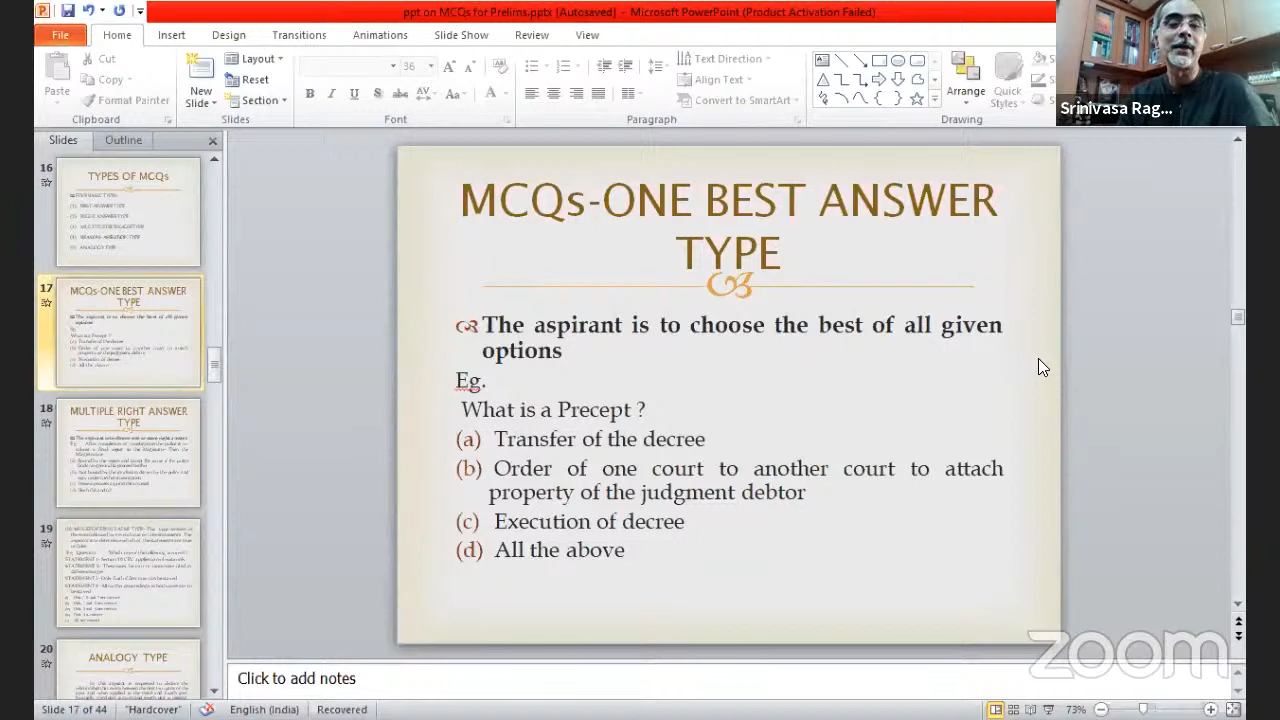 ppt on MCQs for Prelims.pptx [Autosaved] – Microsoft PowerPoint (Product Activation Failed)
File Home Insert Design Transitions Animations Slide Show Review View
Cut
Copy
Format Painter
Paste
Clipboard
New
Slide
Layout
Reset
Section
Slides
36
B I U S abc AV Aa A
Font
Paragraph
Text Direction
Align Text
Convert to SmartArt
Arrange
Quick
Styles
Drawing
Srinivasa Rag...
Slides Outline
16
TYPES OF MCQs
17
MCQs-ONE BEST ANSWER
TYPE
18
MULTIPLE RIGHT ANSWER
TYPE
19
20
ANALOGY TYPE
MCQs-ONE BEST ANSWER
TYPE
The aspirant is to choose the best of all given
options
Eg.
What is a Precept ?
(a) Transfer of the decree
(b) Order of one court to another court to attach
property of the judgment debtor
(c) Execution of decree
(d) All the above
zoom
Click to add notes
Slide 17 of 44 "Hardcover" English (India) Recovered 73%